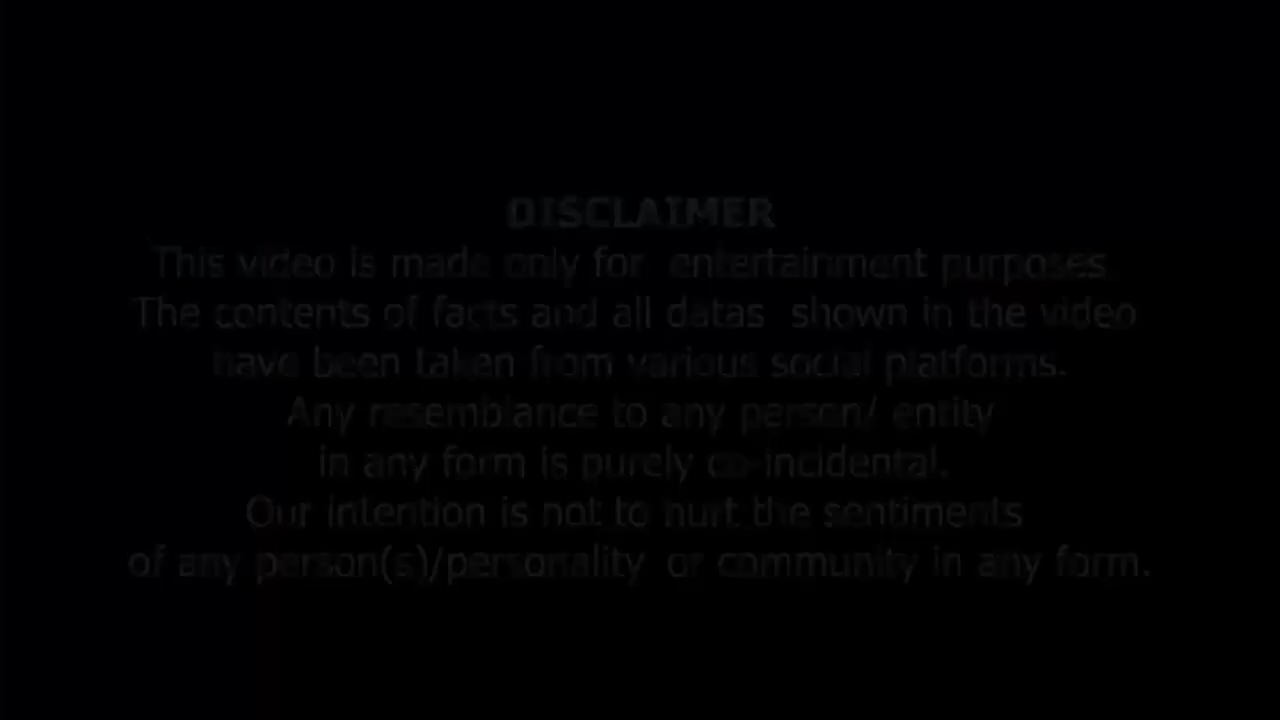 DISCLAIMER
This video is made only for entertainment purposes.
The contents of facts and all datas shown in the video
have been taken from various social platforms.
Any resemblance to any person/ entity
in any form is purely co-incidental.
Our intention is not to hurt the sentiments
of any person(s)/personality or community in any form.